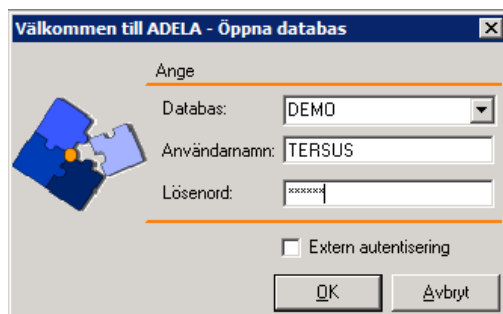 Välkommen till ADELA - Öppna databas
Ange
Databas: DEMO
Användarnamn: TERSUS
Lösenord: ******
Extern autentisering
OK Avbryt